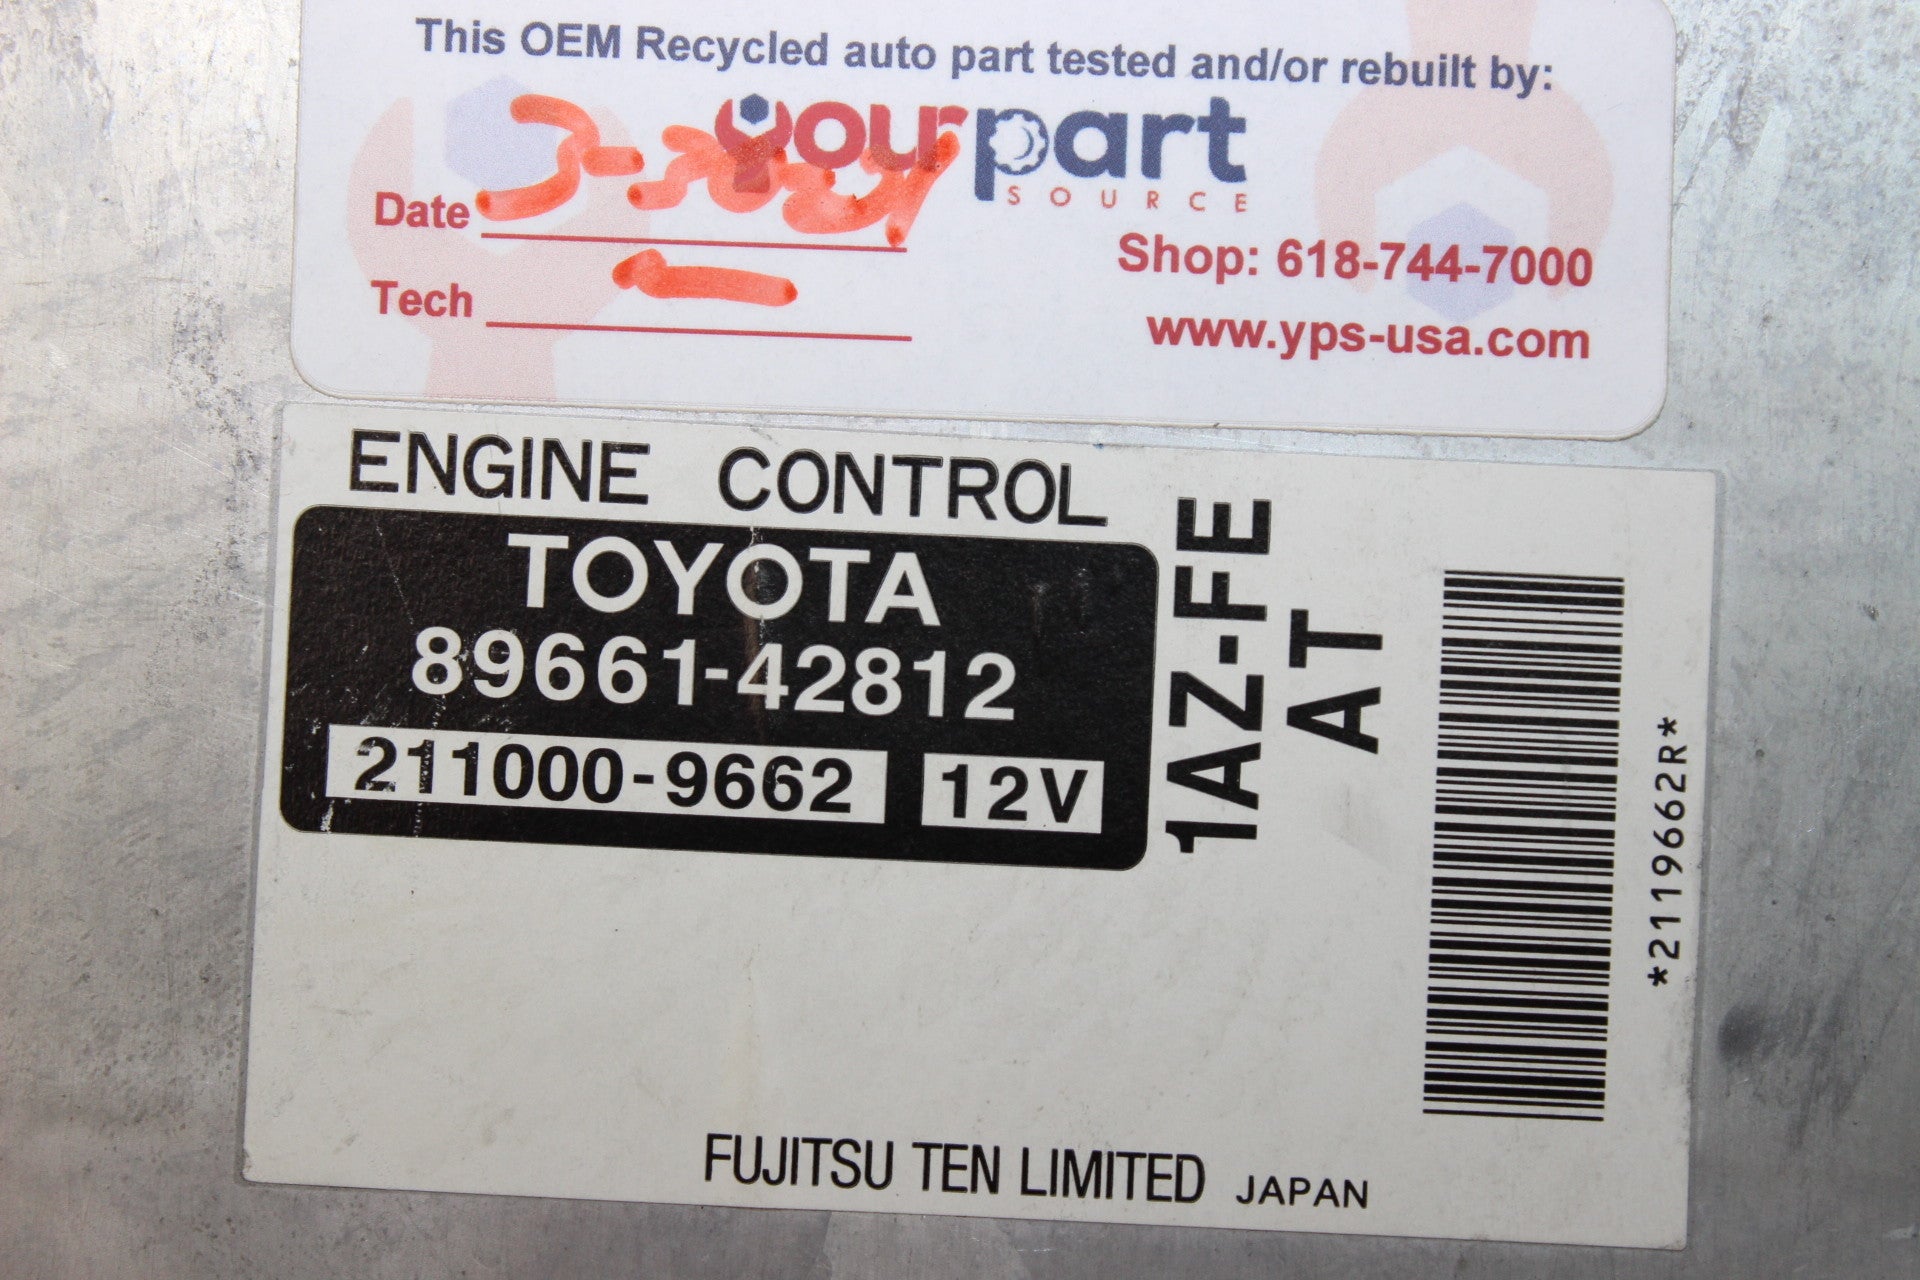 This OEM Recycled auto part tested and/or rebuilt by:
yourpart
SOURCE
Date
Shop: 618-744-7000
Tech
www.yps-usa.com
ENGINE CONTROL
TOYOTA
89661-42812
211000-9662 12V
1AZ-FE
AT
*2119662R*
FUJITSU TEN LIMITED JAPAN